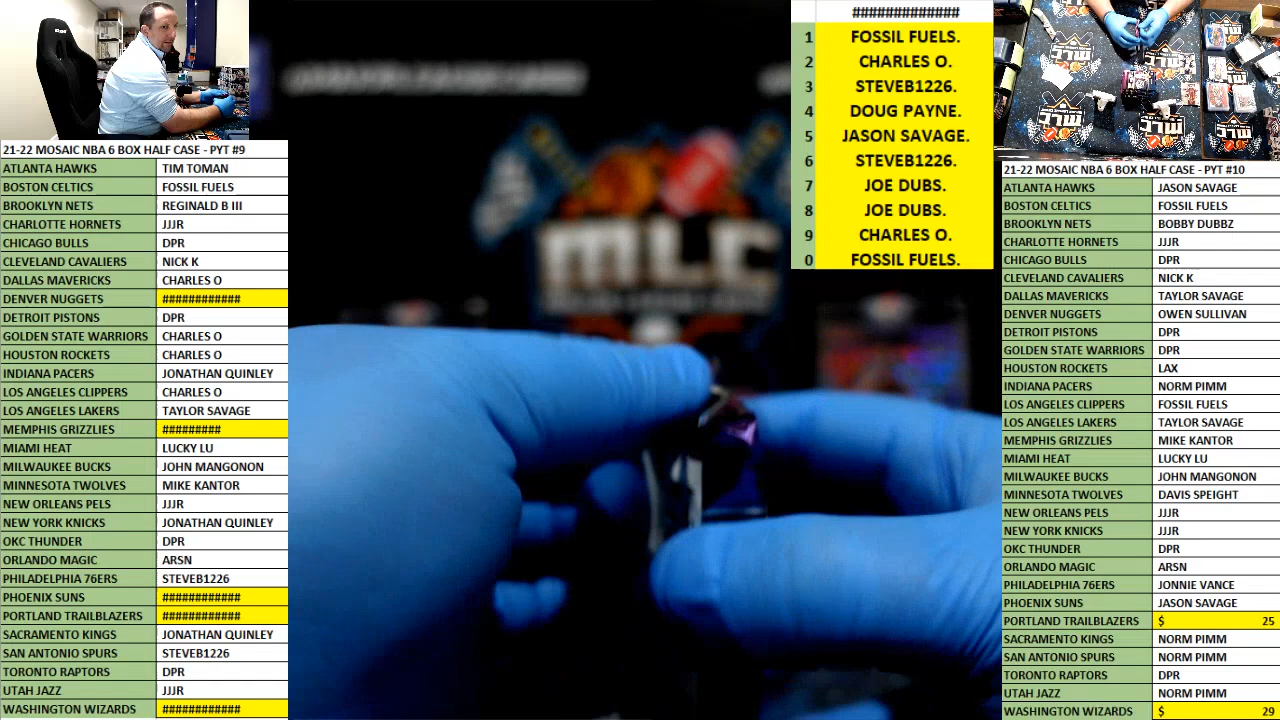 21-22 MOSAIC NBA 6 BOX HALF CASE - PYT #9
ATLANTA HAWKS TIM TOMAN
BOSTON CELTICS FOSSIL FUELS
BROOKLYN NETS REGINALD B III
CHARLOTTE HORNETS JJJR
CHICAGO BULLS DPR
CLEVELAND CAVALIERS NICK K
DALLAS MAVERICKS CHARLES O
DENVER NUGGETS ############
DETROIT PISTONS DPR
GOLDEN STATE WARRIORS CHARLES O
HOUSTON ROCKETS CHARLES O
INDIANA PACERS JONATHAN QUINLEY
LOS ANGELES CLIPPERS CHARLES O
LOS ANGELES LAKERS TAYLOR SAVAGE
MEMPHIS GRIZZLIES #########
MIAMI HEAT LUCKY LU
MILWAUKEE BUCKS JOHN MANGONON
MINNESOTA TWOLVES MIKE KANTOR
NEW ORLEANS PELS JJJR
NEW YORK KNICKS JONATHAN QUINLEY
OKC THUNDER DPR
ORLANDO MAGIC ARSN
PHILADELPHIA 76ERS STEVEB1226
PHOENIX SUNS ############
PORTLAND TRAILBLAZERS ############
SACRAMENTO KINGS JONATHAN QUINLEY
SAN ANTONIO SPURS STEVEB1226
TORONTO RAPTORS DPR
UTAH JAZZ JJJR
WASHINGTON WIZARDS ############
MLC
#############
1 FOSSIL FUELS.
2 CHARLES O.
3 STEVEB1226.
4 DOUG PAYNE.
5 JASON SAVAGE.
6 STEVEB1226.
7 JOE DUBS.
8 JOE DUBS.
9 CHARLES O.
0 FOSSIL FUELS.
MLC
21-22 MOSAIC NBA 6 BOX HALF CASE - PYT #10
ATLANTA HAWKS JASON SAVAGE
BOSTON CELTICS FOSSIL FUELS
BROOKLYN NETS BOBBY DUBBZ
CHARLOTTE HORNETS JJJR
CHICAGO BULLS DPR
CLEVELAND CAVALIERS NICK K
DALLAS MAVERICKS TAYLOR SAVAGE
DENVER NUGGETS OWEN SULLIVAN
DETROIT PISTONS DPR
GOLDEN STATE WARRIORS DPR
HOUSTON ROCKETS LAX
INDIANA PACERS NORM PIMM
LOS ANGELES CLIPPERS FOSSIL FUELS
LOS ANGELES LAKERS TAYLOR SAVAGE
MEMPHIS GRIZZLIES MIKE KANTOR
MIAMI HEAT LUCKY LU
MILWAUKEE BUCKS JOHN MANGONON
MINNESOTA TWOLVES DAVIS SPEIGHT
NEW ORLEANS PELS JJJR
NEW YORK KNICKS JJJR
OKC THUNDER DPR
ORLANDO MAGIC ARSN
PHILADELPHIA 76ERS JONNIE VANCE
PHOENIX SUNS JASON SAVAGE
PORTLAND TRAILBLAZERS $ 25
SACRAMENTO KINGS NORM PIMM
SAN ANTONIO SPURS NORM PIMM
TORONTO RAPTORS DPR
UTAH JAZZ NORM PIMM
WASHINGTON WIZARDS $ 29